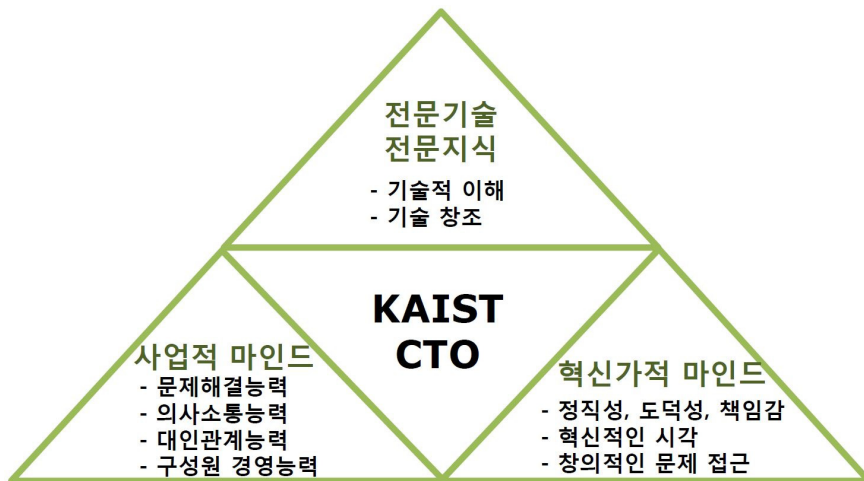 전문기술
전문지식
- 기술적 이해
- 기술 창조
KAIST
CTO
사업적 마인드
- 문제해결능력
- 의사소통능력
- 대인관계능력
- 구성원 경영능력
혁신가적 마인드
- 정직성, 도덕성, 책임감
- 혁신적인 시각
- 창의적인 문제 접근